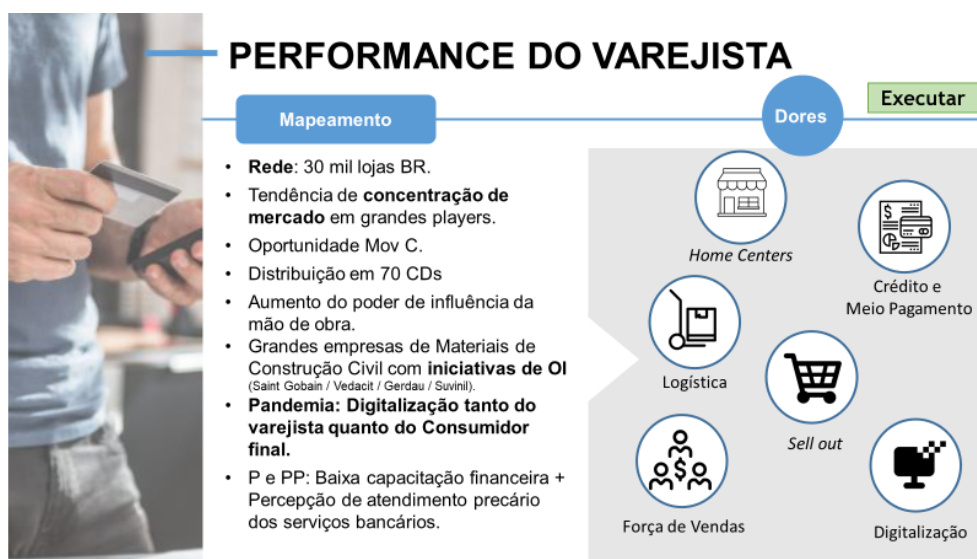 PERFORMANCE DO VAREJISTA
Executar
Mapeamento
Dores
• Rede: 30 mil lojas BR.
• Tendência de concentração de
mercado em grandes players.
• Oportunidade Mov C.
• Distribuição em 70 CDs
• Aumento do poder de influência da
mão de obra.
• Grandes empresas de Materiais de
Construção Civil com iniciativas de OI
(Saint Gobain / Vedacit / Gerdau / Suvinil).
• Pandemia: Digitalização tanto do
varejista quanto do Consumidor
final.
• P e PP: Baixa capacitação financeira +
Percepção de atendimento precário
dos serviços bancários.
Home Centers
Crédito e
Meio Pagamento
Logística
Sell out
Força de Vendas
Digitalização